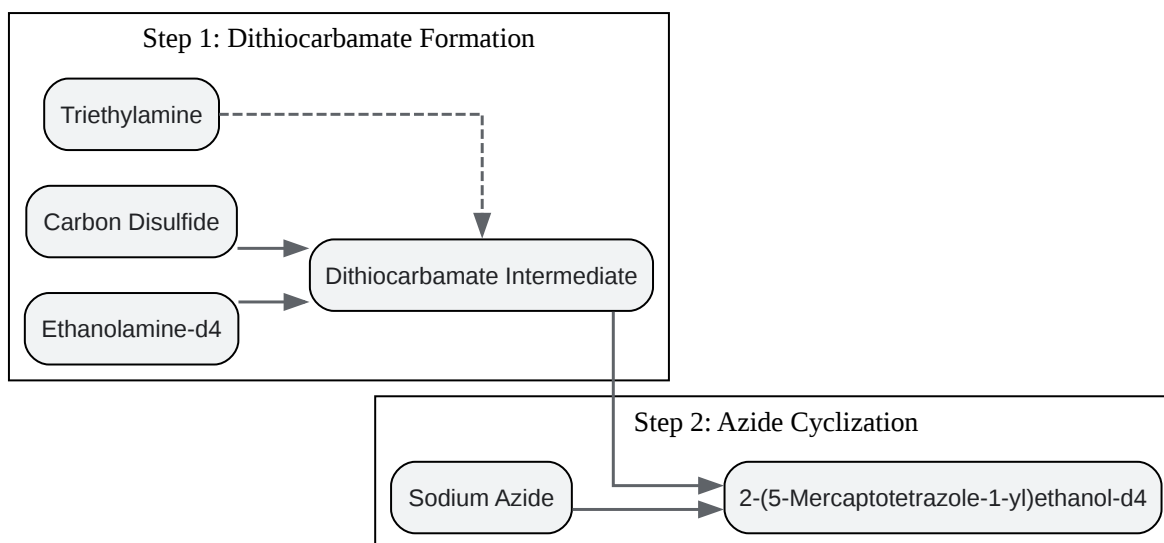 Step 1: Dithiocarbamate Formation
Triethylamine
Carbon Disulfide
Dithiocarbamate Intermediate
Ethanolamine-d4
Step 2: Azide Cyclization
Sodium Azide
2-(5-Mercaptotetrazole-1-yl)ethanol-d4